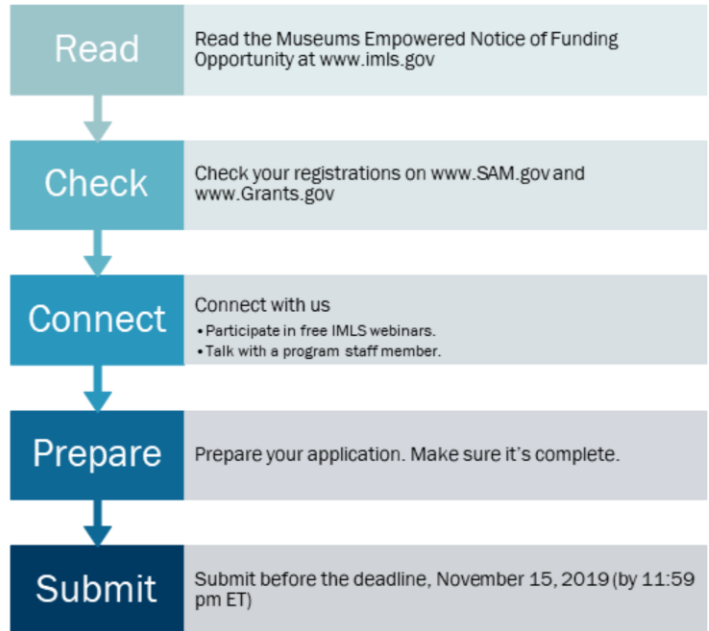 Read
Read the Museums Empowered Notice of Funding
Opportunity at www.imls.gov
Check
Check your registrations on www.SAM.gov and
www.Grants.gov
Connect
Connect with us
•Participate in free IMLS webinars.
•Talk with a program staff member.
Prepare
Prepare your application. Make sure it's complete.
Submit
Submit before the deadline, November 15, 2019 (by 11:59
pm ET)